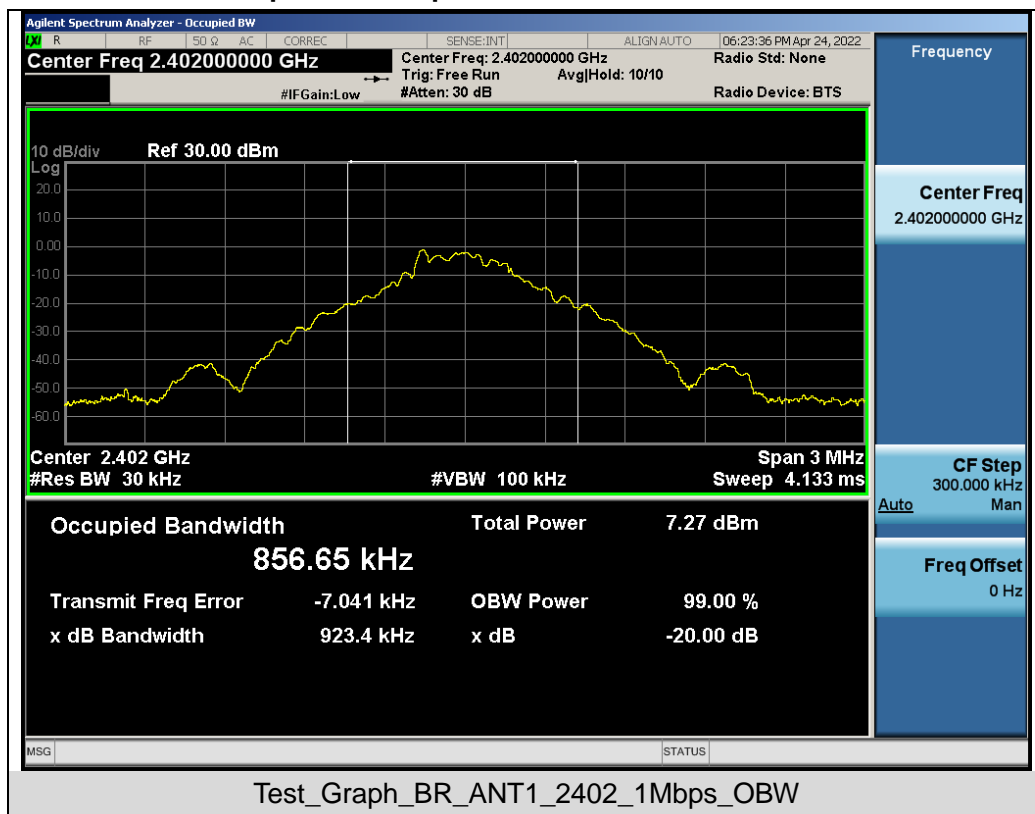 Agilent Spectrum Analyzer - Occupied BW
LXI R RF 50 Ω AC CORREC SENSE:INT ALIGN AUTO 06:23:36 PM Apr 24, 2022
Center Freq 2.402000000 GHz
Center Freq: 2.402000000 GHz
Radio Std: None
Trig: Free Run Avg|Hold: 10/10
#IFGain:Low
#Atten: 30 dB
Radio Device: BTS
Frequency
10 dB/div Ref 30.00 dBm
Log
20.0
10.0
0.00
-10.0
-20.0
-30.0
-40.0
-50.0
-60.0
Center 2.402 GHz Span 3 MHz
#Res BW 30 kHz #VBW 100 kHz Sweep 4.133 ms
Center Freq
2.402000000 GHz
CF Step
300.000 kHz
Auto Man
Freq Offset
0 Hz
Occupied Bandwidth
856.65 kHz
Total Power 7.27 dBm
Transmit Freq Error -7.041 kHz OBW Power 99.00 %
x dB Bandwidth 923.4 kHz x dB -20.00 dB
MSG STATUS
Test_Graph_BR_ANT1_2402_1Mbps_OBW